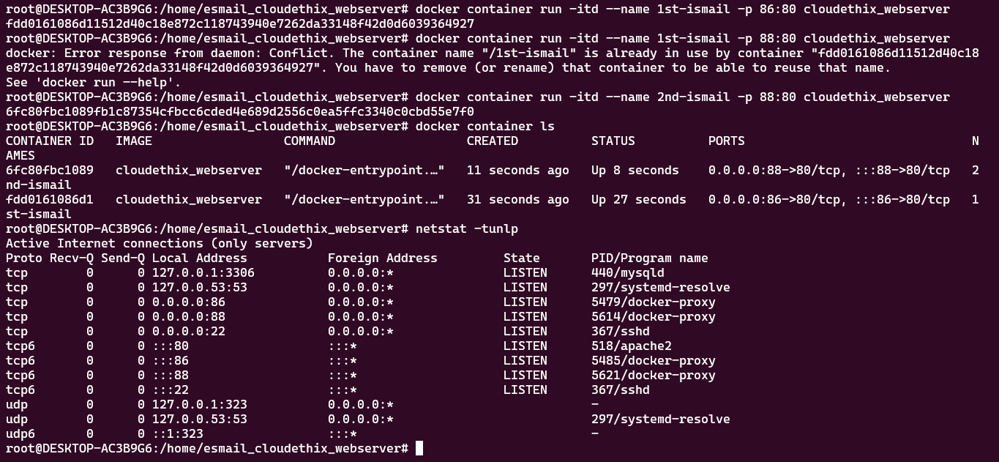 root@DESKTOP-AC3B9G6:/home/esmail_cloudethix_webserver# docker container run -itd --name 1st-ismail -p 86:80 cloudethix_webserver
fdd0161086d11512d40c18e872c118743940e7262da33148f42d0d6039364927
root@DESKTOP-AC3B9G6:/home/esmail_cloudethix_webserver# docker container run -itd --name 1st-ismail -p 88:80 cloudethix_webserver
docker: Error response from daemon: Conflict. The container name "/1st-ismail" is already in use by container "fdd0161086d11512d40c18
e872c118743940e7262da33148f42d0d6039364927". You have to remove (or rename) that container to be able to reuse that name.
See 'docker run --help'.
root@DESKTOP-AC3B9G6:/home/esmail_cloudethix_webserver# docker container run -itd --name 2nd-ismail -p 88:80 cloudethix_webserver
6fc80fbc1089fb1c87354cfbcc6cded4e689d2556c0ea5ffc3340c0cbd55e7f0
root@DESKTOP-AC3B9G6:/home/esmail_cloudethix_webserver# docker container ls
CONTAINER ID   IMAGE                  COMMAND                  CREATED          STATUS          PORTS                               N
AMES
6fc80fbc1089   cloudethix_webserver   "/docker-entrypoint.…"   11 seconds ago   Up 8 seconds    0.0.0.0:88->80/tcp, :::88->80/tcp   2
nd-ismail
fdd0161086d1   cloudethix_webserver   "/docker-entrypoint.…"   31 seconds ago   Up 27 seconds   0.0.0.0:86->80/tcp, :::86->80/tcp   1
st-ismail
root@DESKTOP-AC3B9G6:/home/esmail_cloudethix_webserver# netstat -tunlp
Active Internet connections (only servers)
Proto Recv-Q Send-Q Local Address           Foreign Address         State       PID/Program name
tcp        0      0 127.0.0.1:3306          0.0.0.0:*               LISTEN      440/mysqld
tcp        0      0 127.0.0.53:53           0.0.0.0:*               LISTEN      297/systemd-resolve
tcp        0      0 0.0.0.0:86              0.0.0.0:*               LISTEN      5479/docker-proxy
tcp        0      0 0.0.0.0:88              0.0.0.0:*               LISTEN      5614/docker-proxy
tcp        0      0 0.0.0.0:22              0.0.0.0:*               LISTEN      367/sshd
tcp6       0      0 :::80                   :::*                    LISTEN      518/apache2
tcp6       0      0 :::86                   :::*                    LISTEN      5485/docker-proxy
tcp6       0      0 :::88                   :::*                    LISTEN      5621/docker-proxy
tcp6       0      0 :::22                   :::*                    LISTEN      367/sshd
udp        0      0 127.0.0.1:323           0.0.0.0:*                           -
udp        0      0 127.0.0.53:53           0.0.0.0:*                           297/systemd-resolve
udp6       0      0 ::1:323                 :::*                                -
root@DESKTOP-AC3B9G6:/home/esmail_cloudethix_webserver#